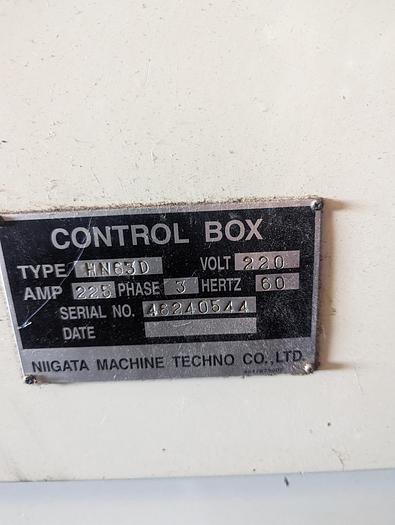 CONTROL BOX
TYPE HN63D VOLT 220
AMP 225 PHASE 3 HERTZ 60
SERIAL NO. 46240544
DATE
NIIGATA MACHINE TECHNO CO.,LTD.